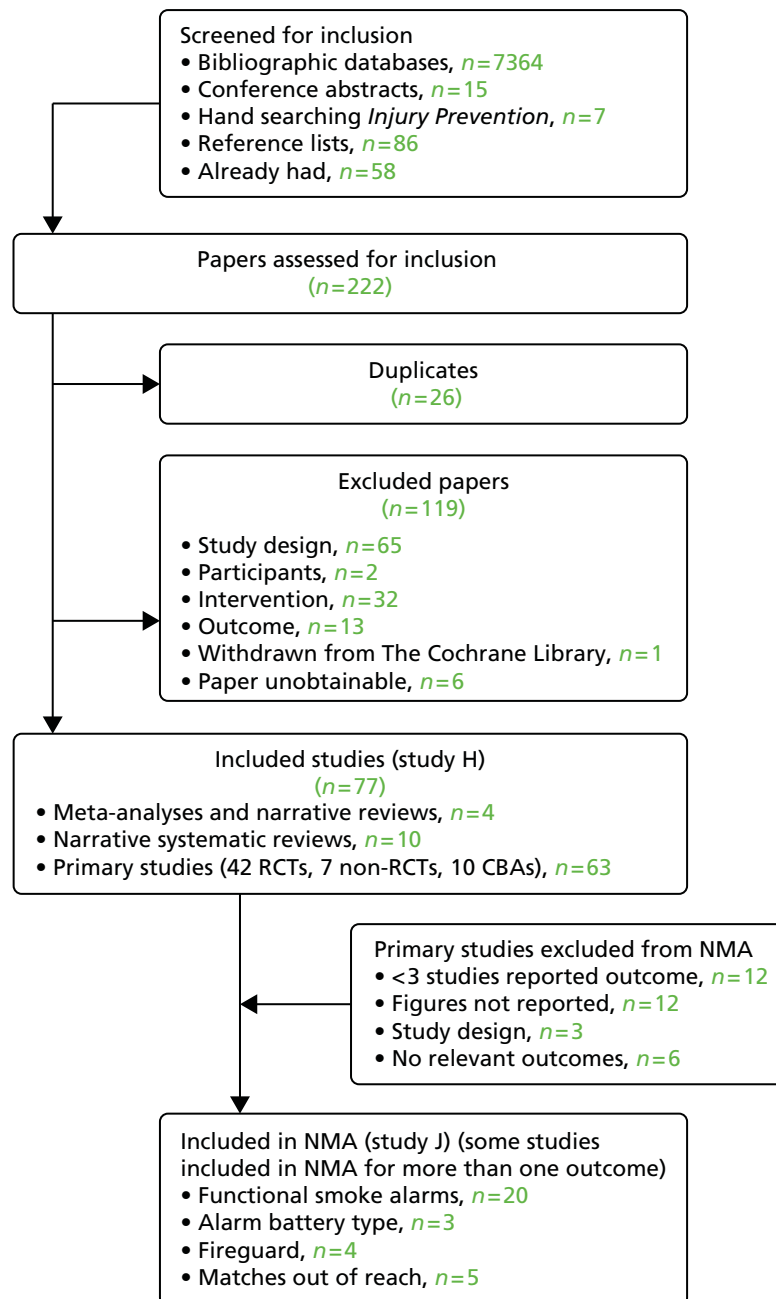 Screened for inclusion
• Bibliographic databases, n=7364
• Conference abstracts, n=15
• Hand searching Injury Prevention, n=7
• Reference lists, n=86
• Already had, n=58
Papers assessed for inclusion
(n=222)
Duplicates
(n=26)
Excluded papers
(n=119)
• Study design, n=65
• Participants, n=2
• Intervention, n=32
• Outcome, n=13
• Withdrawn from The Cochrane Library, n=1
• Paper unobtainable, n=6
Included studies (study H)
(n=77)
• Meta-analyses and narrative reviews, n=4
• Narrative systematic reviews, n=10
• Primary studies (42 RCTs, 7 non-RCTs, 10 CBAs), n=63
Primary studies excluded from NMA
• <3 studies reported outcome, n=12
• Figures not reported, n=12
• Study design, n=3
• No relevant outcomes, n=6
Included in NMA (study J) (some studies
included in NMA for more than one outcome)
• Functional smoke alarms, n=20
• Alarm battery type, n=3
• Fireguard, n=4
• Matches out of reach, n=5